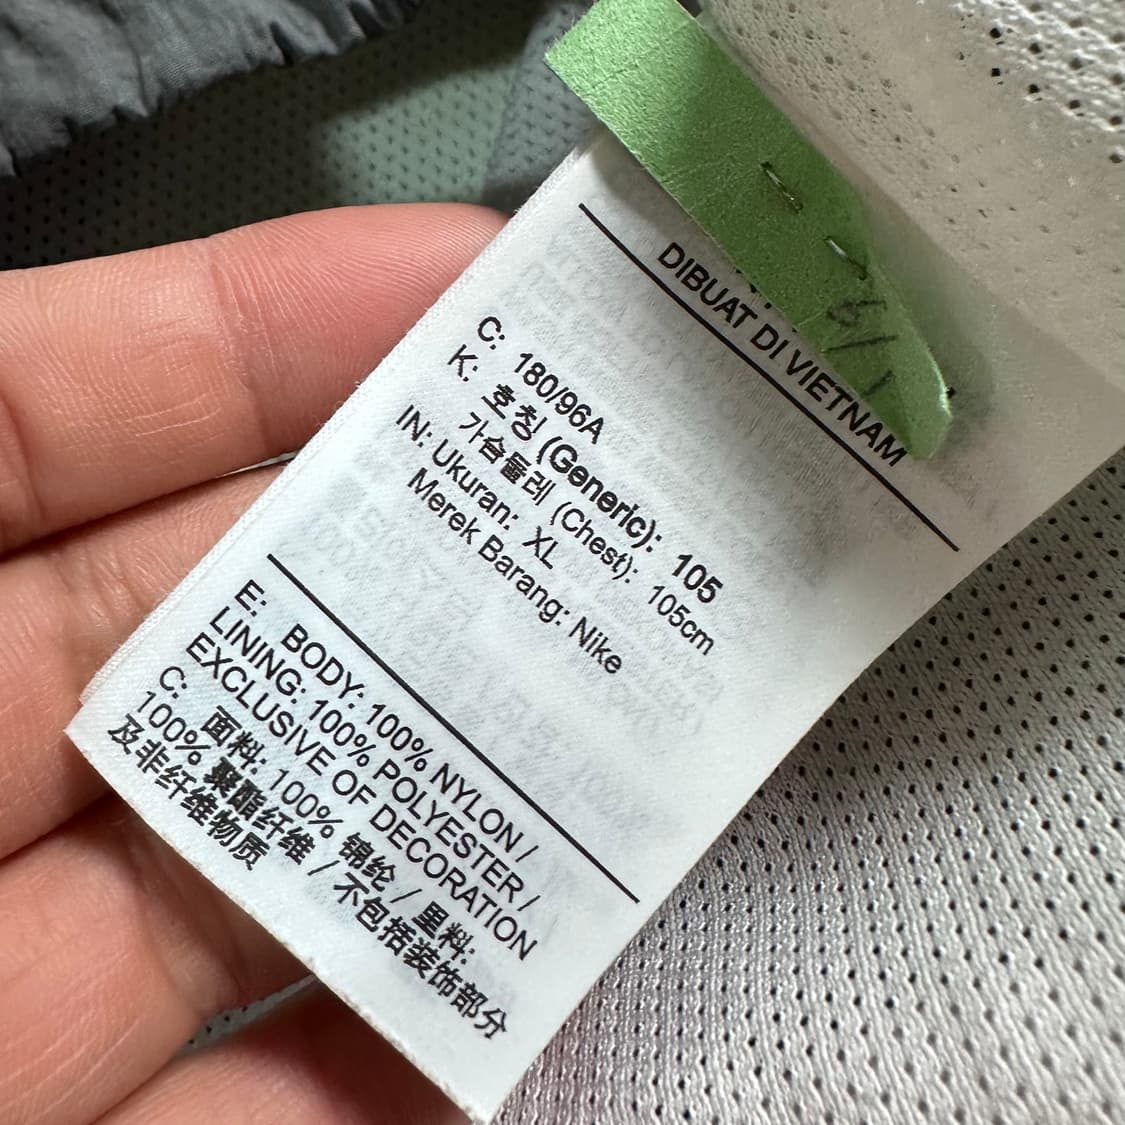 DIBUAT DI VIETNAM
C: 180/96A
K: 호칭 (Generic): 105
가슴둘레 (Chest): 105cm
IN: Ukuran: XL
Merek Barang: Nike
E: BODY: 100% NYLON /
LINING: 100% POLYESTER /
EXCLUSIVE OF DECORATION
C: 面料: 100% 锦纶 / 里料:
100% 聚酯纤维 / 不包括装饰部分
及非纤维物质